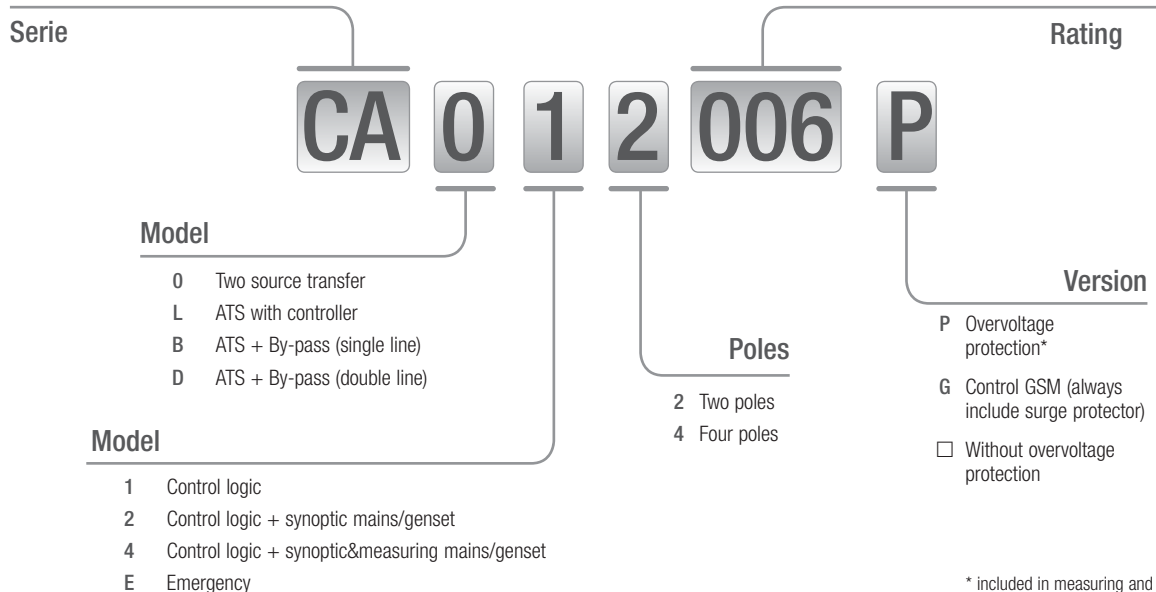 Serie
Rating
CA 0 1 2 006 P
Model
0 Two source transfer
L ATS with controller
B ATS + By-pass (single line)
D ATS + By-pass (double line)
Model
1 Control logic
2 Control logic + synoptic mains/genset
4 Control logic + synoptic&measuring mains/genset
E Emergency
Poles
2 Two poles
4 Four poles
Version
P Overvoltage
protection*
G Control GSM (always
include surge protector)
□ Without overvoltage
protection
* included in measuring and